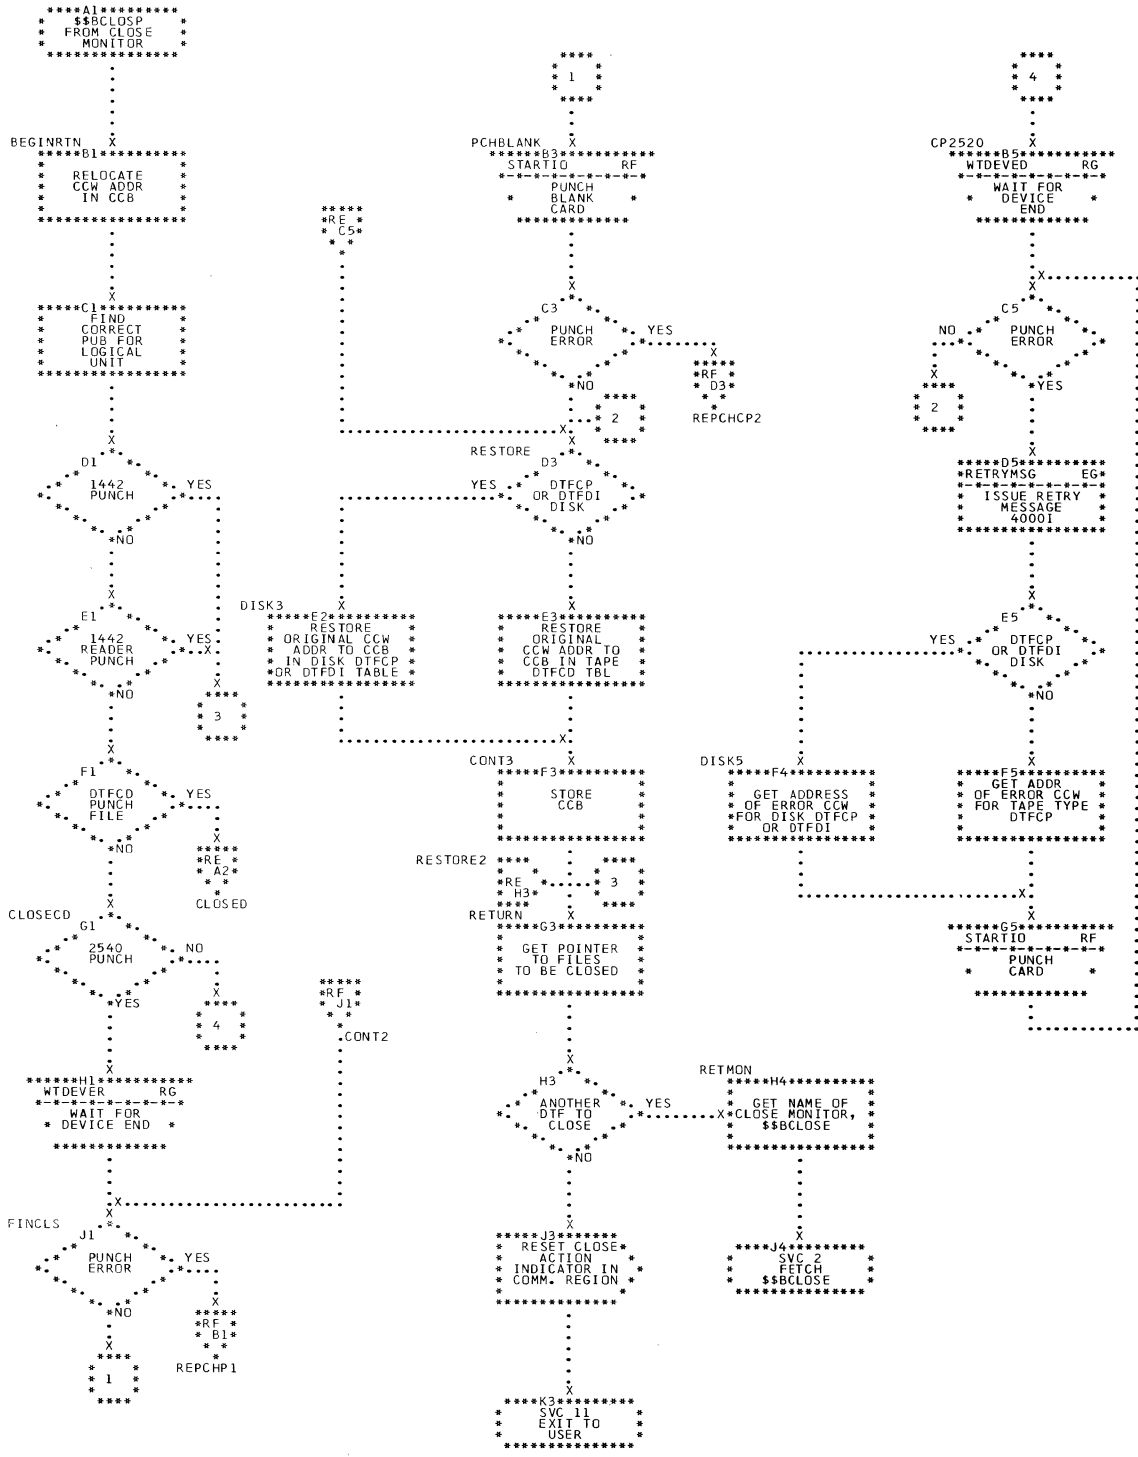 A1
$$BCLOSP
FROM CLOSE
MONITOR
BEGINRTN
B1
RELOCATE
CCW ADDR
IN CCB
C1
FIND
CORRECT
PUB FOR
LOGICAL
UNIT
D1
1442
PUNCH
YES
NO
E1
1442
READER
PUNCH
YES
NO
3
F1
DTFCD
PUNCH
FILE
YES
NO
RE
A2
CLOSED
CLOSECD
G1
2540
PUNCH
NO
YES
4
H1
WTDEVER RG
WAIT FOR
DEVICE END
FINCLS
J1
PUNCH
ERROR
YES
NO
RF
B1
REPCHP1
1
RE
C5
DISK3
E2
RESTORE
ORIGINAL CCW
ADDR TO CCB
IN DISK DTFCP
OR DTFDI TABLE
RF
J1
CONT2
1
PCHBLANK
B3
STARTIO RF
PUNCH
BLANK
CARD
C3
PUNCH
ERROR
YES
NO
RF
D3
REPCHCP2
2
RESTORE
D3
DTFCP
OR DTFDI
DISK
YES
NO
E3
RESTORE
ORIGINAL
CCW ADDR TO
CCB IN TAPE
DTFCD TBL
CONT3
F3
STORE
CCB
RESTORE2
RE
H3
3
RETURN
G3
GET POINTER
TO FILES
TO BE CLOSED
H3
ANOTHER
DTF TO
CLOSE
YES
NO
J3
RESET CLOSE
ACTION
INDICATOR IN
COMM. REGION
K3
SVC 11
EXIT TO
USER
RETMON
H4
GET NAME OF
CLOSE MONITOR,
$$BCLOSE
J4
SVC 2
FETCH
$$BCLOSE
4
CP2520
B5
WTDEVED RG
WAIT FOR
DEVICE
END
C5
PUNCH
ERROR
NO
YES
2
D5
RETRYMSG EG
ISSUE RETRY
MESSAGE
4000I
E5
DTFCP
OR DTFDI
DISK
YES
NO
DISK5
F4
GET ADDRESS
OF ERROR CCW
FOR DISK DTFCP
OR DTFDI
F5
GET ADDR
OF ERROR CCW
FOR TAPE TYPE
DTFCP
G5
STARTIO RF
PUNCH
CARD